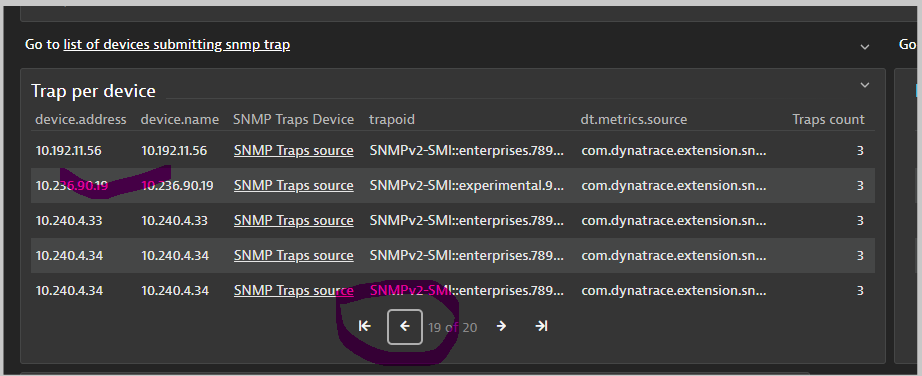 Go to list of devices submitting snmp trap
Go
Trap per device
device.address device.name SNMP Traps Device trapoid dt.metrics.source Traps count
10.192.11.56 10.192.11.56 SNMP Traps source SNMPv2-SMI::enterprises.789... com.dynatrace.extension.sn... 3
10.236.90.19 10.236.90.19 SNMP Traps source SNMPv2-SMI::experimental.9... com.dynatrace.extension.sn... 3
10.240.4.33 10.240.4.33 SNMP Traps source SNMPv2-SMI::enterprises.789... com.dynatrace.extension.sn... 3
10.240.4.34 10.240.4.34 SNMP Traps source SNMPv2-SMI::enterprises.789... com.dynatrace.extension.sn... 3
10.240.4.34 10.240.4.34 SNMP Traps source SNMPv2-SMI::enterprises.789... com.dynatrace.extension.sn... 3
19 of 20